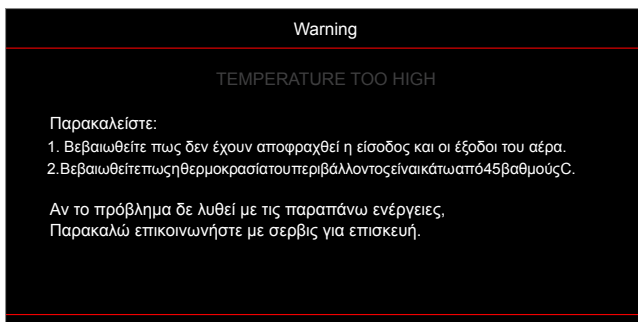 Warning
TEMPERATURE TOO HIGH
Παρακαλείστε:
1. Βεβαιωθείτε πως δεν έχουν αποφραχθεί η είσοδος και οι έξοδοι του αέρα.
2.Βεβαιωθείτεπωςηθερμοκρασίατουπεριβάλλοντοςείναικάτωαπό45βαθμούςC.
Αν το πρόβλημα δε λυθεί με τις παραπάνω ενέργειες,
Παρακαλώ επικοινωνήστε με σερβις για επισκευή.